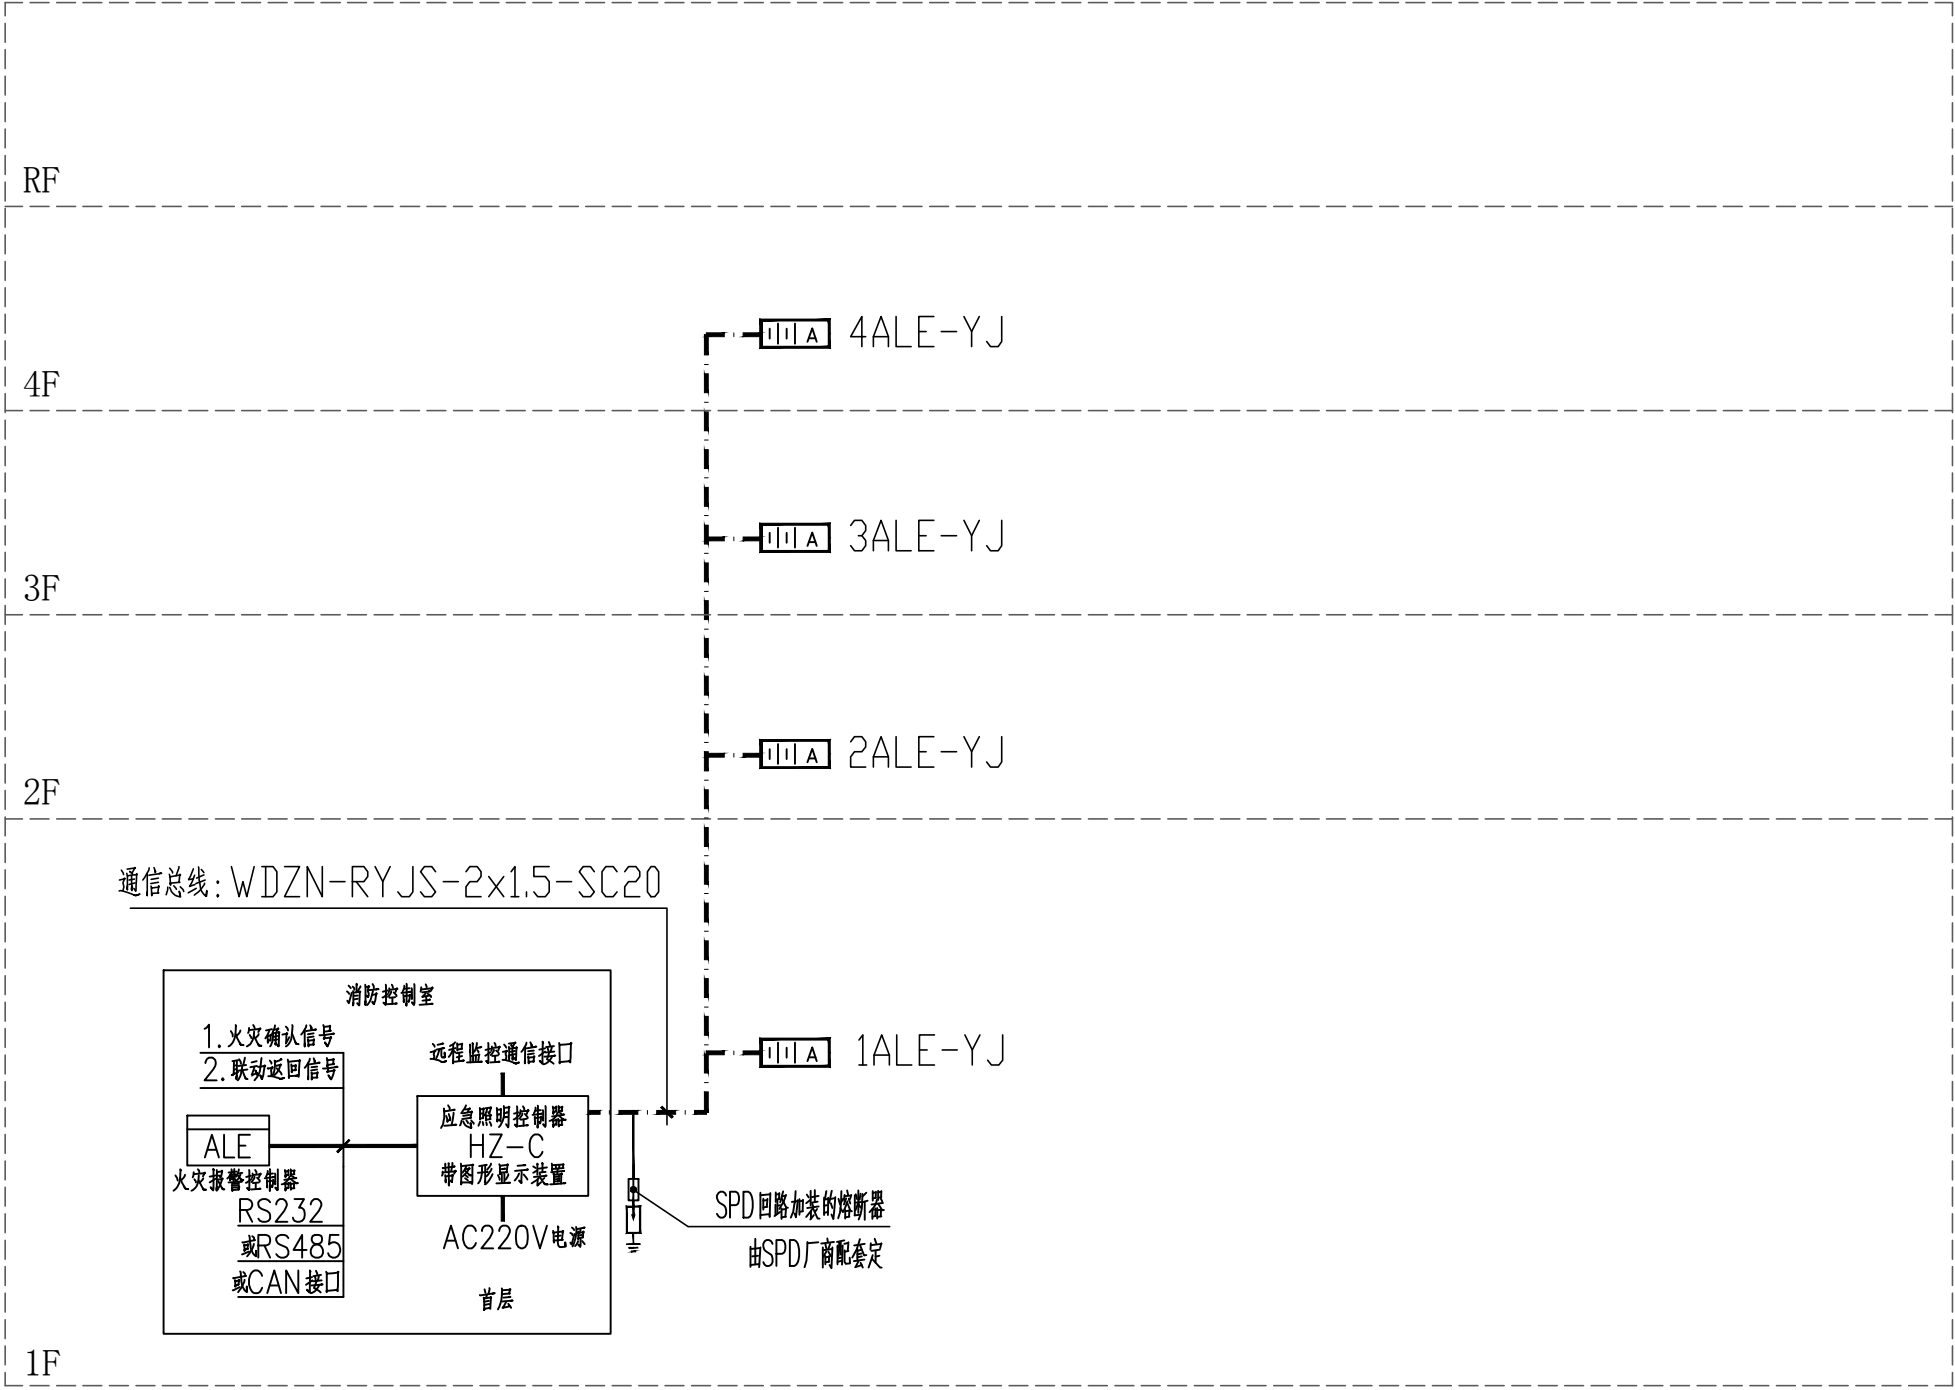 RF
A 4ALE-YJ
4F
A 3ALE-YJ
3F
A 2ALE-YJ
2F
通信总线:WDZN-RYJS-2x1.5-SC20
消防控制室
1.火灾确认信号
2.联动返回信号
远程监控通信接口
A 1ALE-YJ
应急照明控制器
HZ-C
带图形显示装置
ALE
火灾报警控制器
RS232
或RS485
或CAN接口
AC220V电源
SPD回路加装的熔断器
由SPD厂商配套定
首层
1F